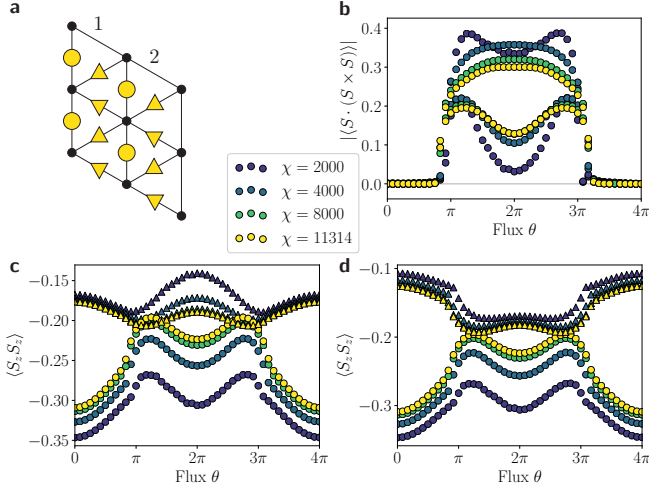 a
1
2
χ = 2000
χ = 4000
χ = 8000
χ = 11314
b
|⟨S · (S × S)⟩|
0.4
0.3
0.2
0.1
0.0
0
π
2π
3π
4π
Flux θ
c
⟨S_z S_z⟩
−0.15
−0.20
−0.25
−0.30
−0.35
0
π
2π
3π
4π
Flux θ
d
⟨S_z S_z⟩
−0.1
−0.2
−0.3
0
π
2π
3π
4π
Flux θ